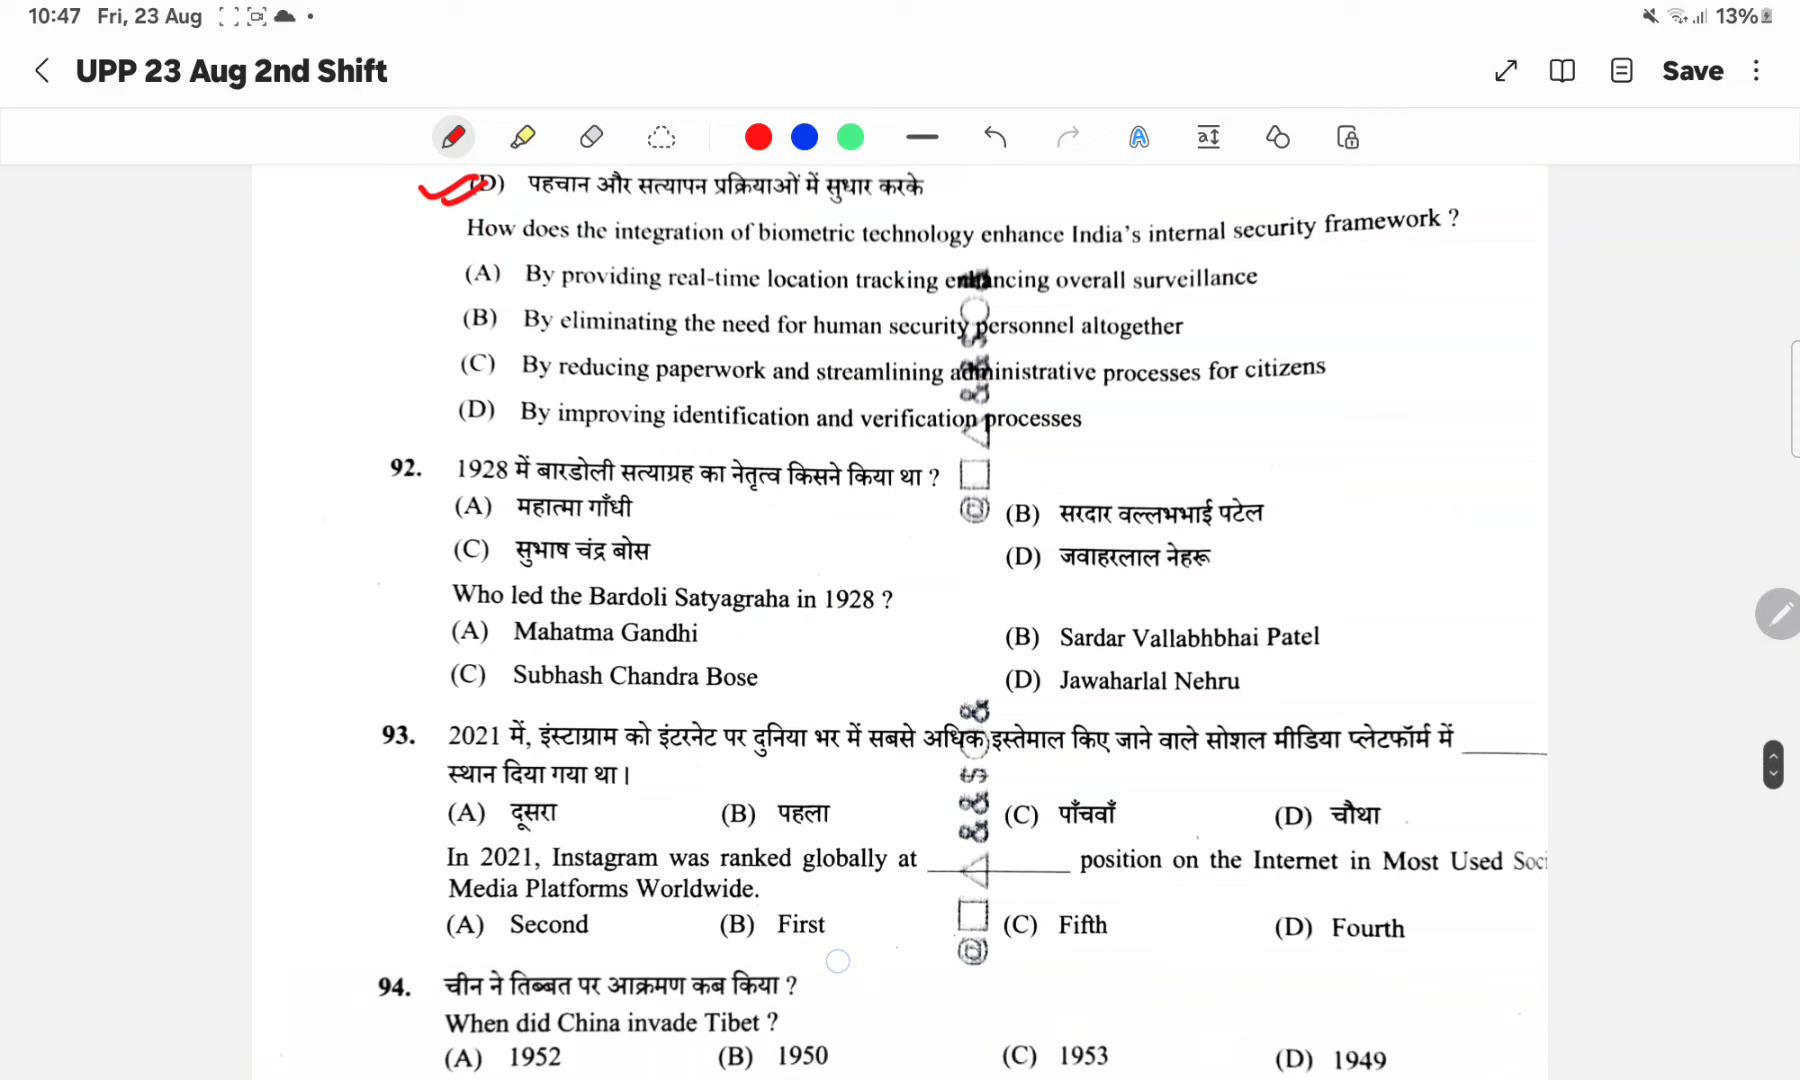 10:47 Fri, 23 Aug
13%
UPP 23 Aug 2nd Shift
Save
(D) पहचान और सत्यापन प्रक्रियाओं में सुधार करके
How does the integration of biometric technology enhance India's internal security framework ?
(A) By providing real-time location tracking enhancing overall surveillance
(B) By eliminating the need for human security personnel altogether
(C) By reducing paperwork and streamlining administrative processes for citizens
(D) By improving identification and verification processes
92. 1928 में बारडोली सत्याग्रह का नेतृत्व किसने किया था ?
(A) महात्मा गाँधी (B) सरदार वल्लभभाई पटेल
(C) सुभाष चंद्र बोस (D) जवाहरलाल नेहरू
Who led the Bardoli Satyagraha in 1928 ?
(A) Mahatma Gandhi (B) Sardar Vallabhbhai Patel
(C) Subhash Chandra Bose (D) Jawaharlal Nehru
93. 2021 में, इंस्टाग्राम को इंटरनेट पर दुनिया भर में सबसे अधिक इस्तेमाल किए जाने वाले सोशल मीडिया प्लेटफॉर्म में ______
स्थान दिया गया था।
(A) दूसरा (B) पहला (C) पाँचवाँ (D) चौथा
In 2021, Instagram was ranked globally at ______ position on the Internet in Most Used Soci
Media Platforms Worldwide.
(A) Second (B) First (C) Fifth (D) Fourth
94. चीन ने तिब्बत पर आक्रमण कब किया ?
When did China invade Tibet ?
(A) 1952 (B) 1950 (C) 1953 (D) 1949